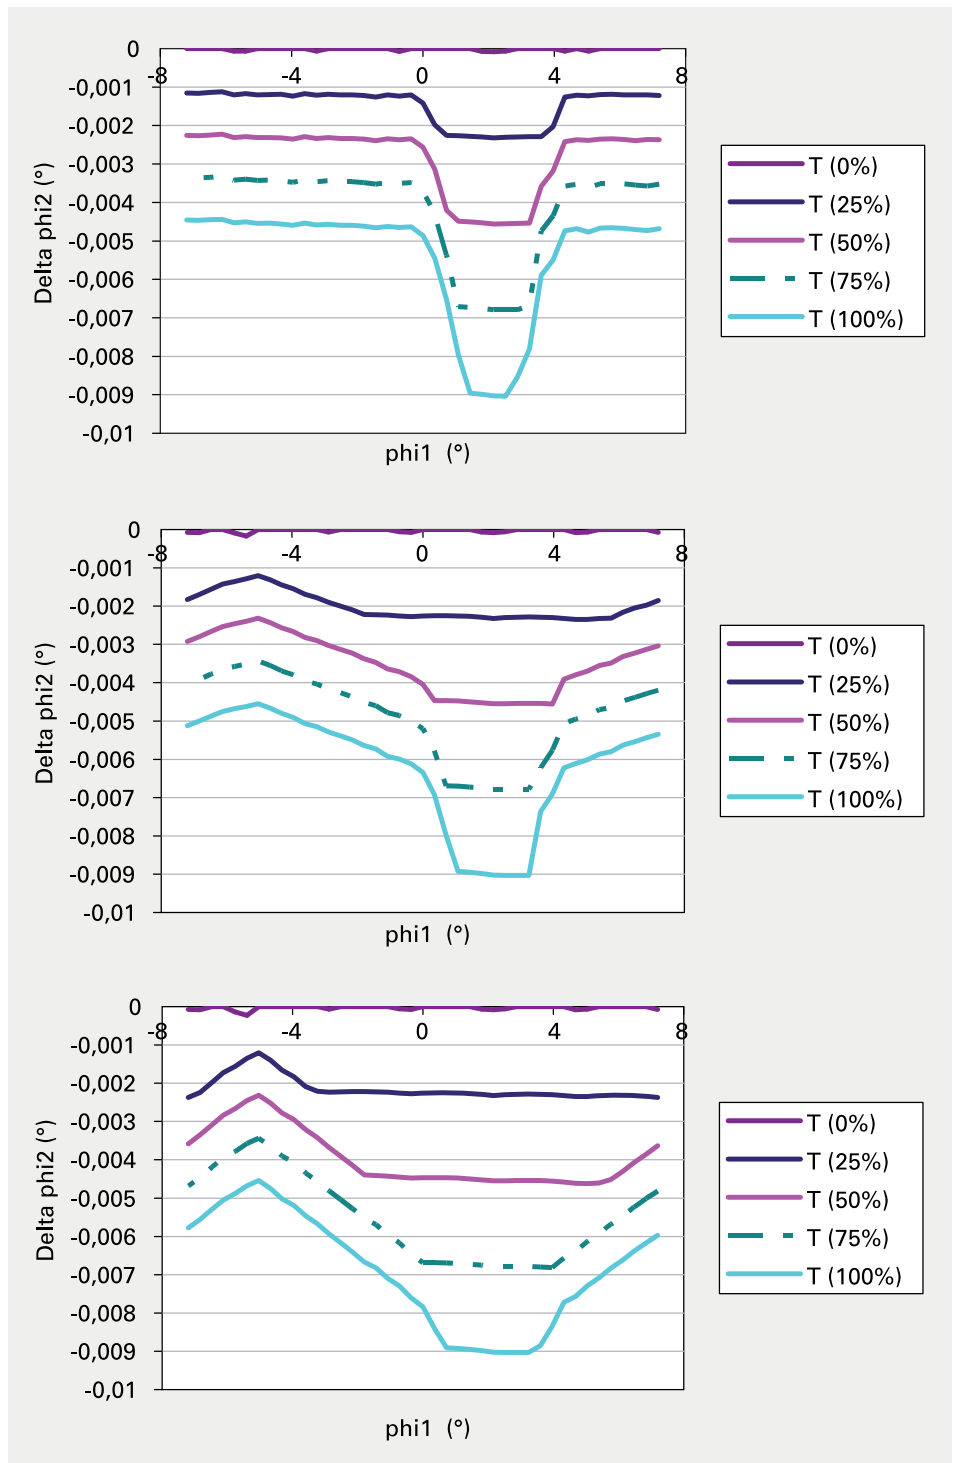 0
-8 -4 0 4 8
-0,001
-0,002
-0,003
-0,004
-0,005
-0,006
-0,007
-0,008
-0,009
-0,01
Delta phi2 (°)
phi1 (°)
T (0%)
T (25%)
T (50%)
T (75%)
T (100%)
0
-8 -4 0 4 8
-0,001
-0,002
-0,003
-0,004
-0,005
-0,006
-0,007
-0,008
-0,009
-0,01
Delta phi2 (°)
phi1 (°)
T (0%)
T (25%)
T (50%)
T (75%)
T (100%)
0
-8 -4 0 4 8
-0,001
-0,002
-0,003
-0,004
-0,005
-0,006
-0,007
-0,008
-0,009
-0,01
Delta phi2 (°)
phi1 (°)
T (0%)
T (25%)
T (50%)
T (75%)
T (100%)